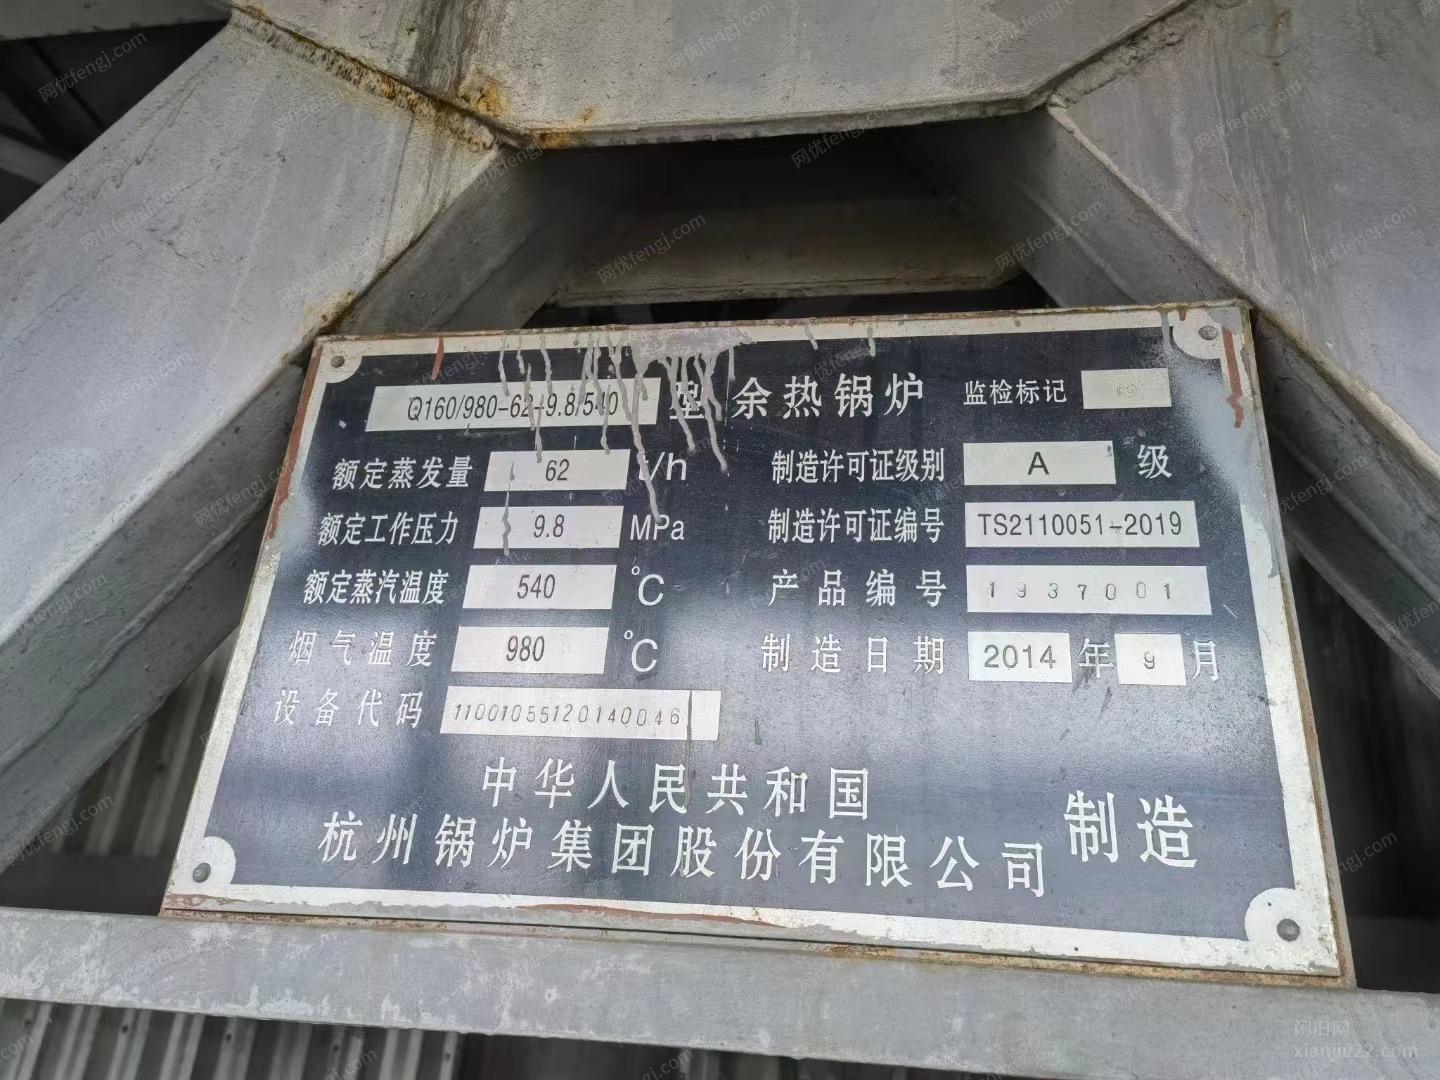 Q160/980-62-9.8/540 型 余热锅炉 监检标记
额定蒸发量 62 t/h 制造许可证级别 A 级
额定工作压力 9.8 MPa 制造许可证编号 TS2110051-2019
额定蒸汽温度 540 ℃ 产品编号 1937001
烟气温度 980 ℃ 制造日期 2014 年 9 月
设备代码 11001055120140046
中华人民共和国
杭州锅炉集团股份有限公司 制造
网优fengj.com
闲旧网
xianjiu22.com